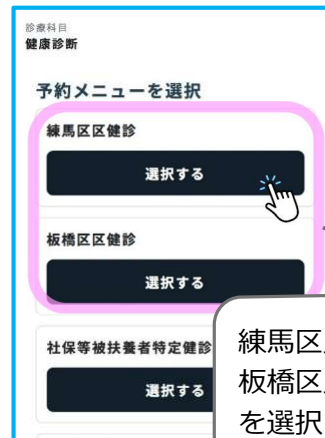 診療科目
健康診断
予約メニューを選択
練馬区区健診
選択する
板橋区区健診
選択する
社保等被扶養者特定健診
選択する
練馬区
板橋区
を選択